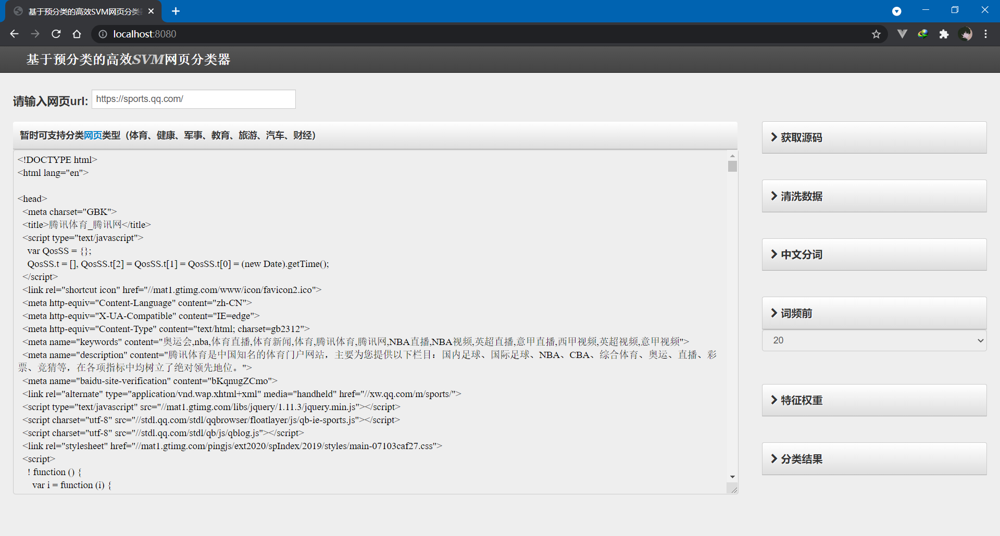 基于预分类的高效SVM网页分类
localhost:8080
基于预分类的高效SVM网页分类器
请输入网页url: https://sports.qq.com/
暂时可支持分类网页类型（体育、健康、军事、教育、旅游、汽车、财经）
<!DOCTYPE html>
<html lang="en">
<head>
<meta charset="GBK">
<title>腾讯体育_腾讯网</title>
<script type="text/javascript">
var QosSS = {};
QosSS.t = [], QosSS.t[2] = QosSS.t[1] = QosSS.t[0] = (new Date).getTime();
</script>
<link rel="shortcut icon" href="//mat1.gtimg.com/www/icon/favicon2.ico">
<meta http-equiv="Content-Language" content="zh-CN">
<meta http-equiv="X-UA-Compatible" content="IE=edge">
<meta http-equiv="Content-Type" content="text/html; charset=gb2312">
<meta name="keywords" content="奥运会,nba,体育直播,体育新闻,体育,腾讯体育,腾讯网,NBA直播,NBA视频,英超直播,意甲直播,西甲视频,英超视频,意甲视频">
<meta name="description" content="腾讯体育是中国知名的体育门户网站，主要为您提供以下栏目：国内足球、国际足球、NBA、CBA、综合体育、奥运、直播、彩
票、竞猜等，在各项指标中均树立了绝对领先地位。">
<meta name="baidu-site-verification" content="bKqnugZCmo">
<link rel="alternate" type="application/vnd.wap.xhtml+xml" media="handheld" href="//xw.qq.com/m/sports/">
<script type="text/javascript" src="//mat1.gtimg.com/libs/jquery/1.11.3/jquery.min.js"></script>
<script charset="utf-8" src="//stdl.qq.com/stdl/qqbrowser/floatlayer/js/qb-ie-sports.js"></script>
<script charset="utf-8" src="//stdl.qq.com/stdl/qb/js/qblog.js"></script>
<link rel="stylesheet" href="//mat1.gtimg.com/pingjs/ext2020/spIndex/2019/styles/main-07103caf27.css">
<script>
! function () {
var i = function (i) {
获取源码
清洗数据
中文分词
词频前
20
特征权重
分类结果